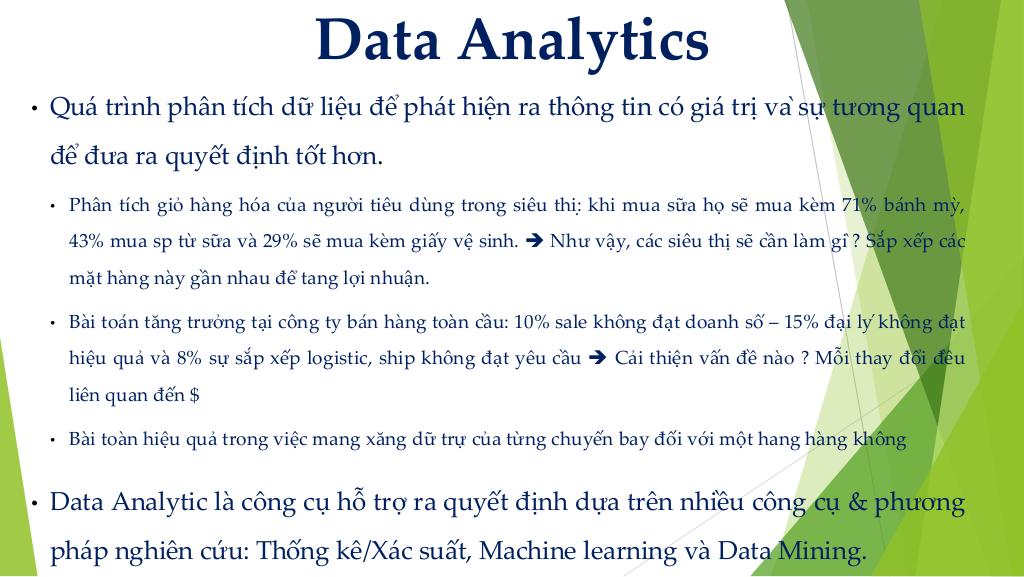 Data Analytics
• Quá trình phân tích dữ liệu để phát hiện ra thông tin có giá trị và sự tương quan
để đưa ra quyết định tốt hơn.
• Phân tích giỏ hàng hóa của người tiêu dùng trong siêu thị: khi mua sữa họ sẽ mua kèm 71% bánh mỳ,
43% mua sp từ sữa và 29% sẽ mua kèm giấy vệ sinh. ➔ Như vậy, các siêu thị sẽ cần làm gì ? Sắp xếp các
mặt hàng này gần nhau để tang lợi nhuận.
• Bài toán tăng trưởng tại công ty bán hàng toàn cầu: 10% sale không đạt doanh số – 15% đại lý không đạt
hiệu quả và 8% sự sắp xếp logistic, ship không đạt yêu cầu ➔ Cải thiện vấn đề nào ? Mỗi thay đổi đều
liên quan đến $
• Bài toàn hiệu quả trong việc mang xăng dữ trự của từng chuyến bay đối với một hang hàng không
• Data Analytic là công cụ hỗ trợ ra quyết định dựa trên nhiều công cụ & phương
pháp nghiên cứu: Thống kê/Xác suất, Machine learning và Data Mining.